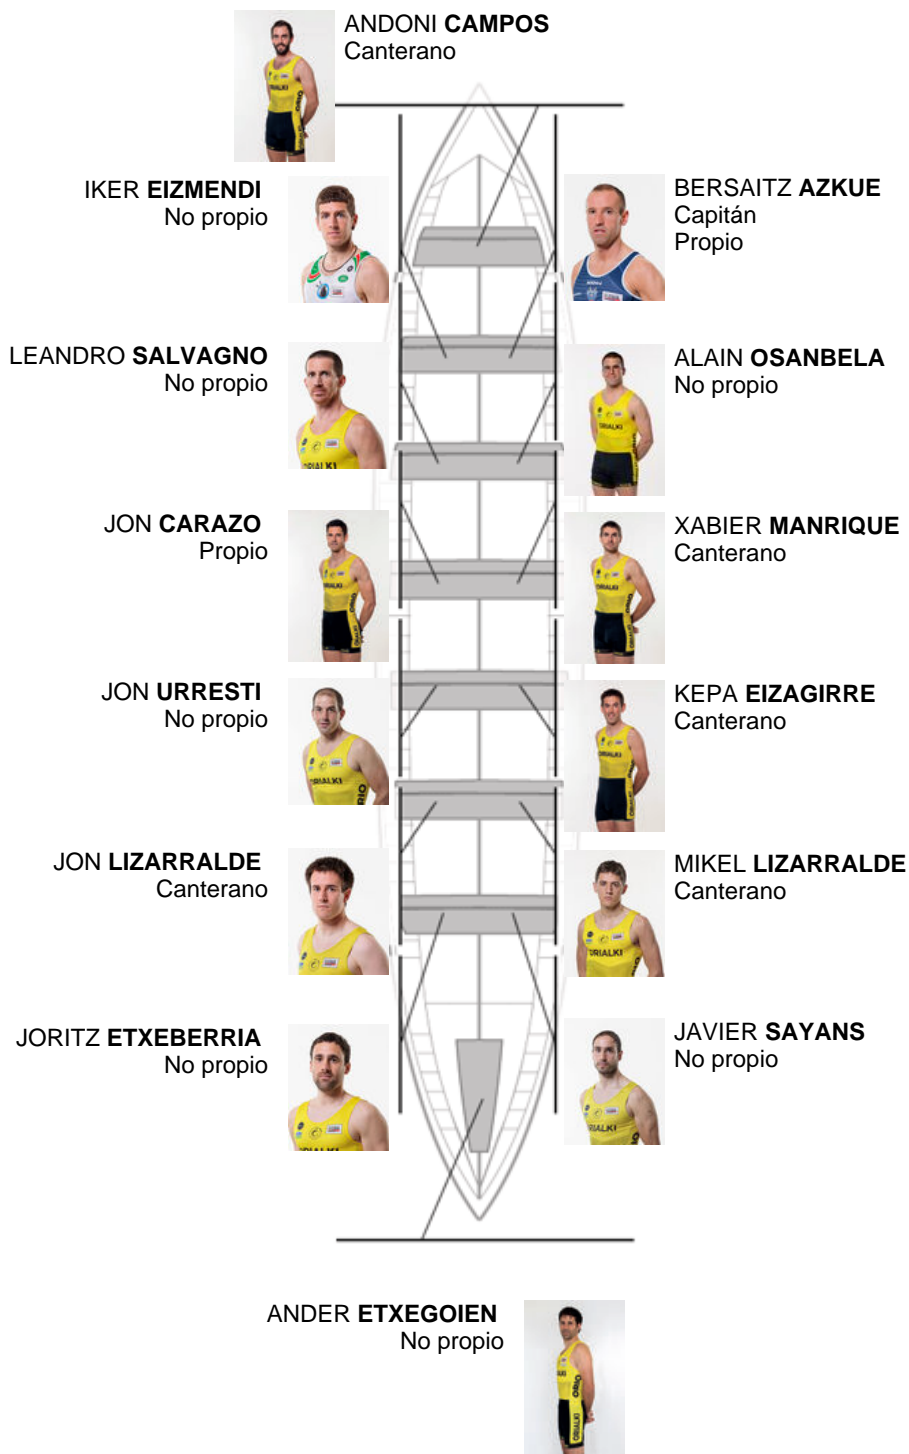 ANDONI CAMPOS
Canterano
IKER EIZMENDI
No propio
BERSAITZ AZKUE
Capitán
Propio
LEANDRO SALVAGNO
No propio
ALAIN OSANBELA
No propio
JON CARAZO
Propio
XABIER MANRIQUE
Canterano
JON URRESTI
No propio
KEPA EIZAGIRRE
Canterano
JON LIZARRALDE
Canterano
MIKEL LIZARRALDE
Canterano
JORITZ ETXEBERRIA
No propio
JAVIER SAYANS
No propio
ANDER ETXEGOIEN
No propio